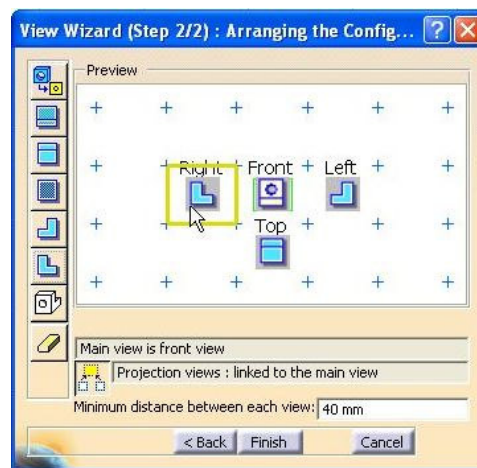 View Wizard (Step 2/2) : Arranging the Config...
Preview
Right Front Left
Top
Main view is front view
Projection views : linked to the main view
Minimum distance between each view: 40 mm
< Back Finish Cancel